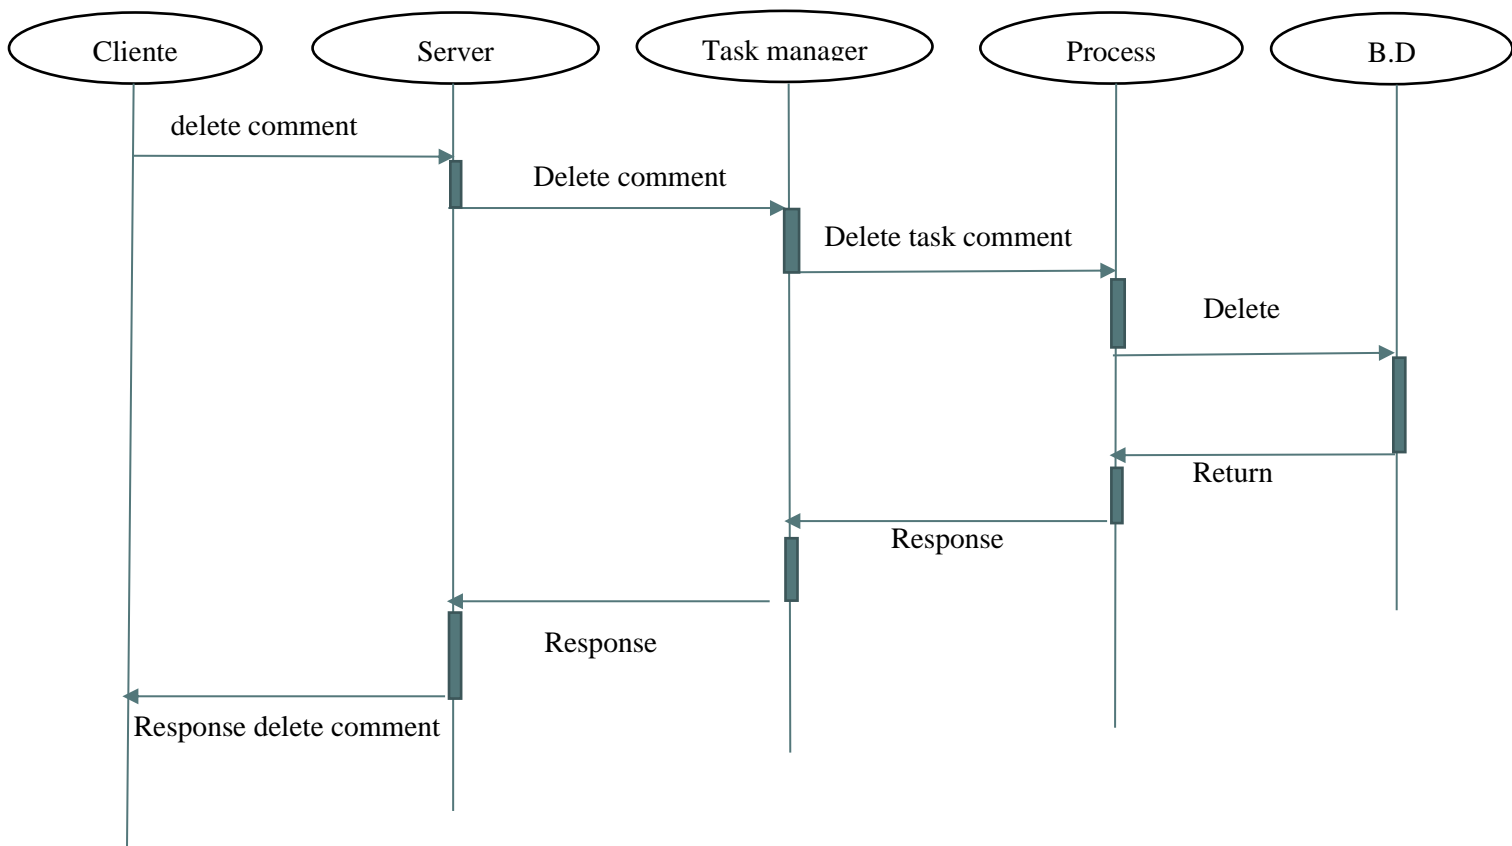 Cliente
Server
Task manager
Process
B.D
delete comment
Delete comment
Delete task comment
Delete
Return
Response
Response
Response delete comment